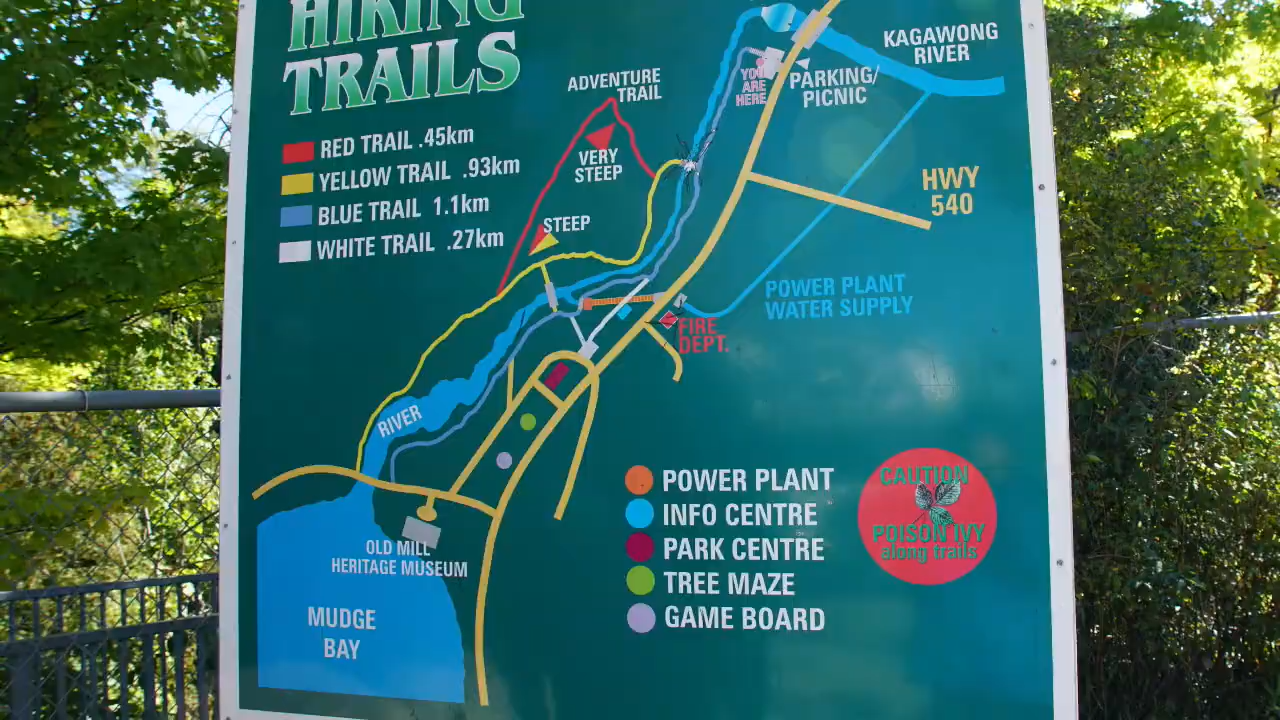 HIKING
TRAILS
RED TRAIL .45km
YELLOW TRAIL .93km
BLUE TRAIL 1.1km
WHITE TRAIL .27km
ADVENTURE
TRAIL
VERY
STEEP
STEEP
YOU
ARE
HERE
PARKING/
PICNIC
KAGAWONG
RIVER
HWY
540
POWER PLANT
WATER SUPPLY
FIRE
DEPT.
RIVER
OLD MILL
HERITAGE MUSEUM
MUDGE
BAY
POWER PLANT
INFO CENTRE
PARK CENTRE
TREE MAZE
GAME BOARD
CAUTION
POISON IVY
along trails